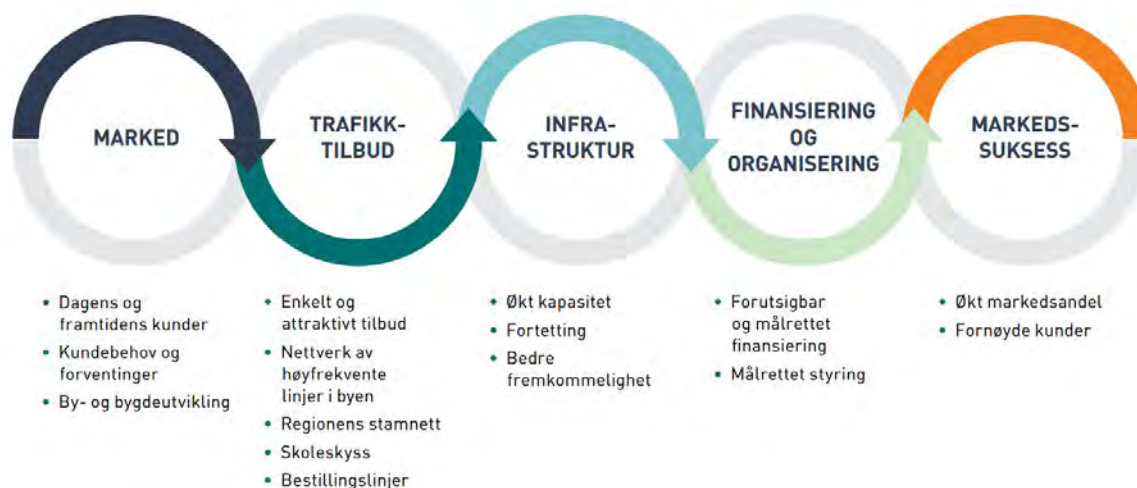 MARKED
TRAFIKK-
TILBUD
INFRA-
STRUKTUR
FINANSIERING
OG
ORGANISERING
MARKEDS-
SUKSESS
• Dagens og
framtidens kunder
• Kundebehov og
forventinger
• By- og bygdeutvikling
• Enkelt og
attraktivt tilbud
• Nettverk av
høyfrekvente
linjer i byen
• Regionens stamnett
• Skoleskyss
• Bestillingslinjer
• Økt kapasitet
• Fortetting
• Bedre
fremkommelighet
• Forutsigbar
og målrettet
finansiering
• Målrettet styring
• Økt markedsandel
• Fornøyde kunder